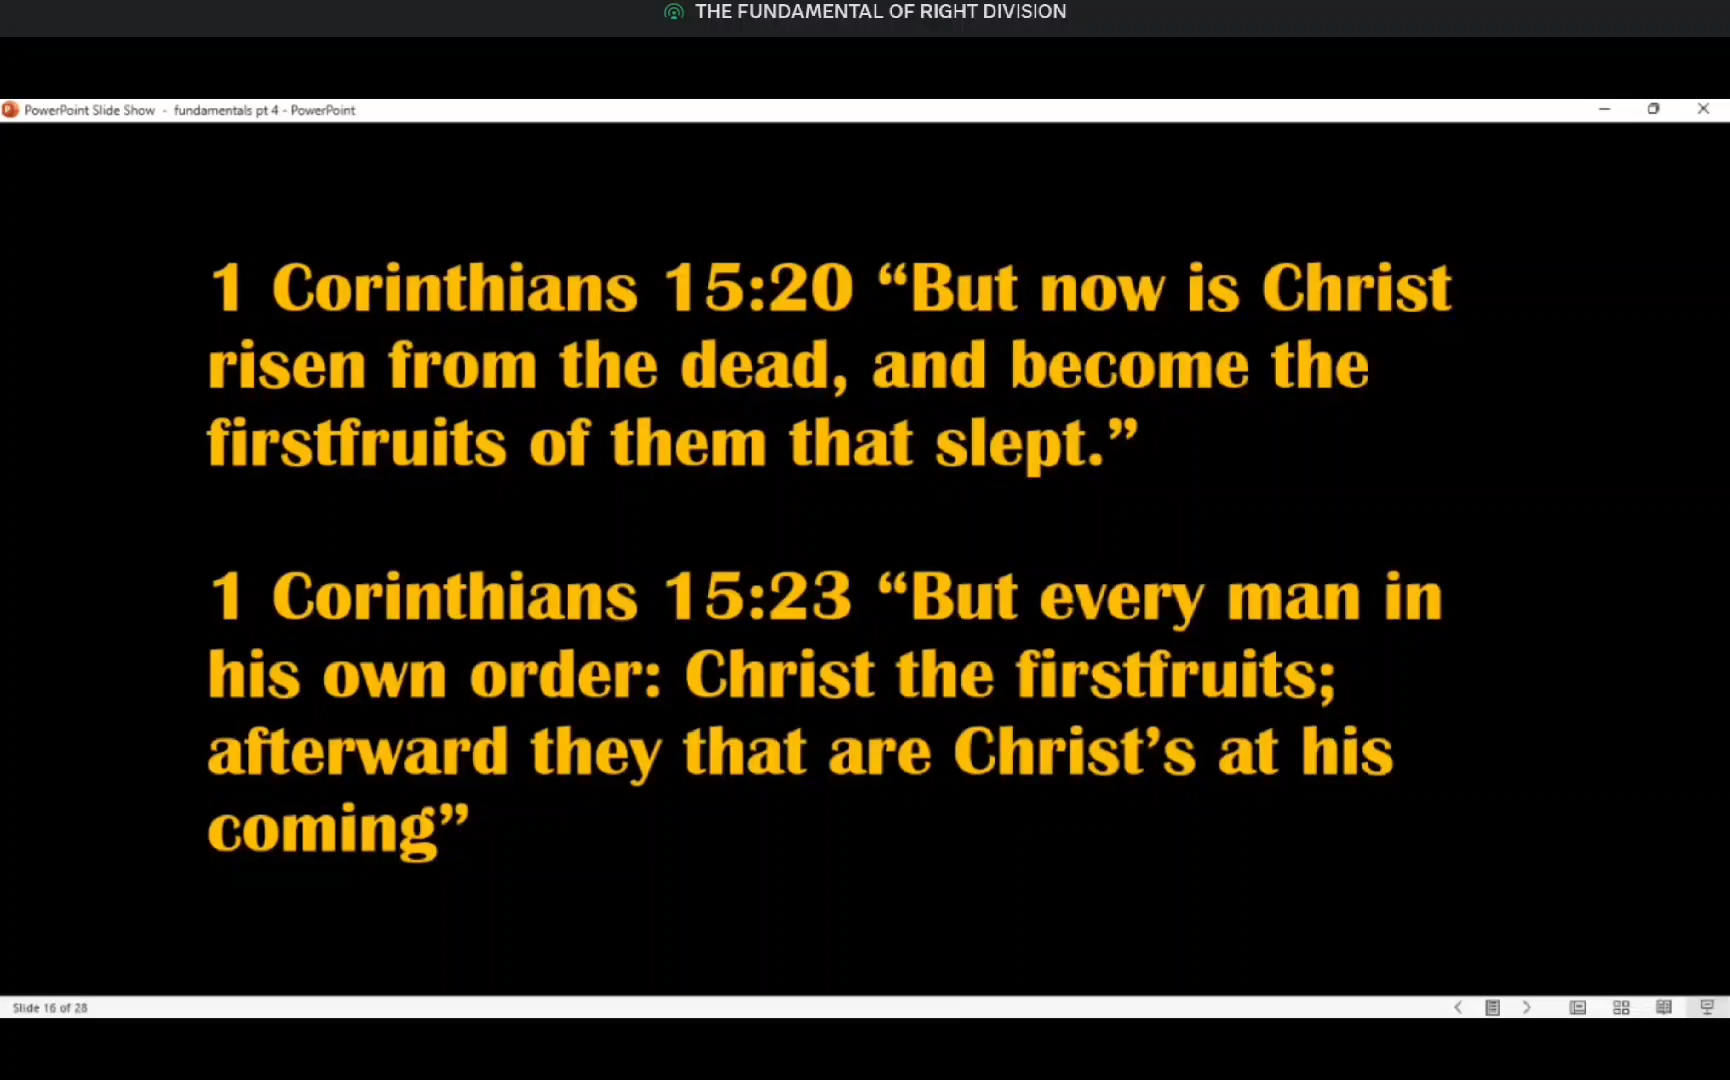 THE FUNDAMENTAL OF RIGHT DIVISION
PowerPoint Slide Show - fundamentals pt 4 - PowerPoint
1 Corinthians 15:20 “But now is Christ
risen from the dead, and become the
firstfruits of them that slept.”
1 Corinthians 15:23 “But every man in
his own order: Christ the firstfruits;
afterward they that are Christ’s at his
coming”
Slide 16 of 28